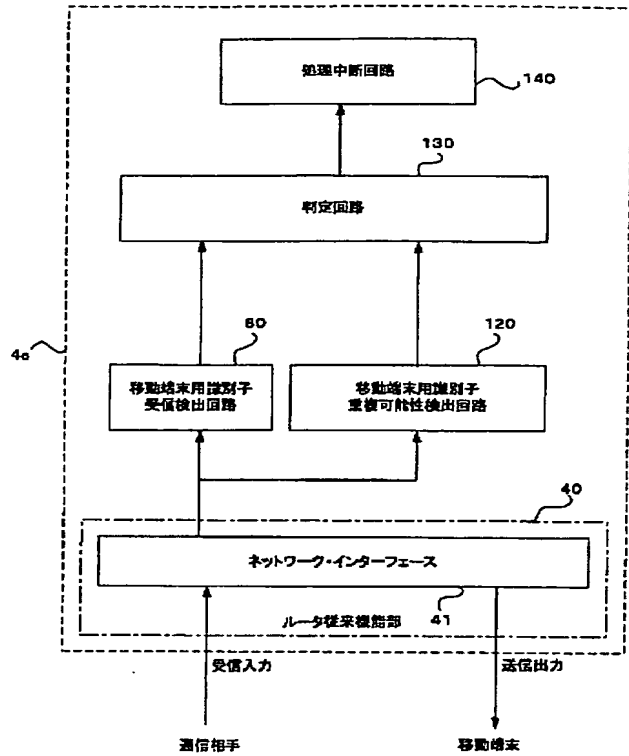 処理中断回路
140
130
判定回路
4c
60
120
移動端末用識別子
受信検出回路
移動端末用識別子
重複可能性検出回路
40
ネットワーク・インターフェース
41
ルータ従来機能部
受信入力
送信出力
通信相手
移動端末